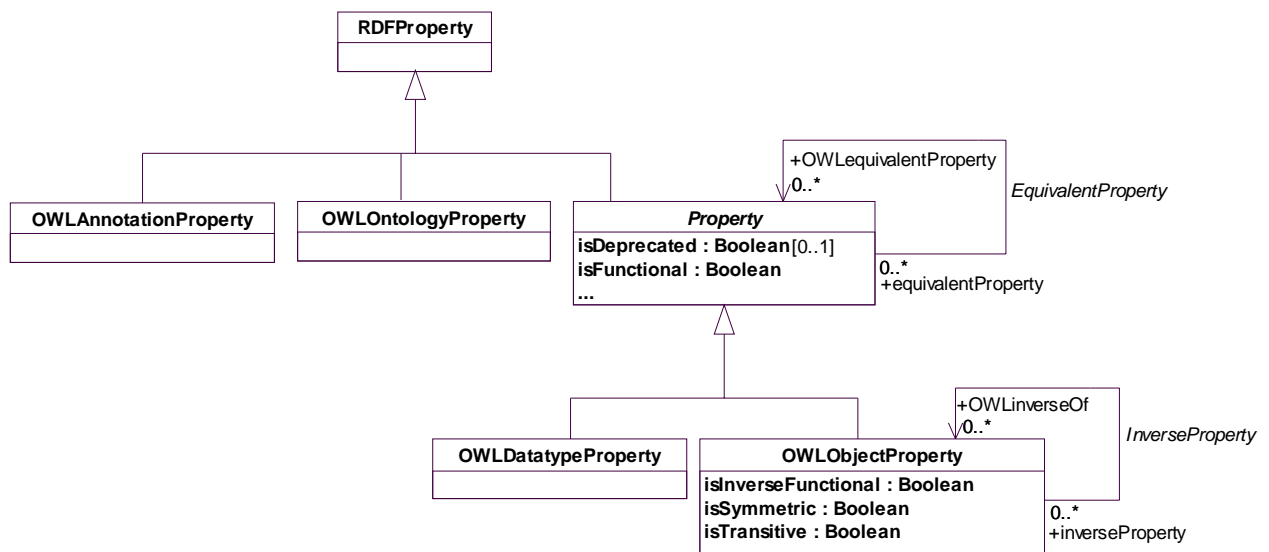 RDFProperty
+OWLequivalentProperty
0..*
EquivalentProperty
OWLAnnotationProperty
OWLOntologyProperty
Property
isDeprecated : Boolean[0..1]
isFunctional : Boolean
...
0..*
+equivalentProperty
+OWLinverseOf
0..*
InverseProperty
OWLDatatypeProperty
OWLObjectProperty
isInverseFunctional : Boolean
isSymmetric : Boolean
isTransitive : Boolean
0..*
+inverseProperty